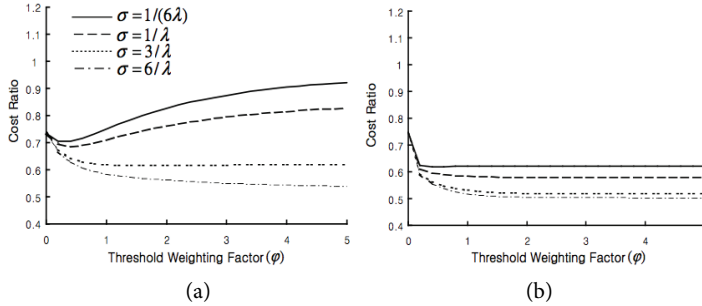 σ = 1/(6λ)
σ = 1/λ
σ = 3/λ
σ = 6/λ
1.2
1.1
1
0.9
0.8
0.7
0.6
0.5
0.4
Cost Ratio
0 1 2 3 4 5
Threshold Weighting Factor(φ)
(a)
1.2
1.1
1
0.9
0.8
0.7
0.6
0.5
0.4
Cost Ratio
0 1 2 3 4 5
Threshold Weighting Factor(φ)
(b)